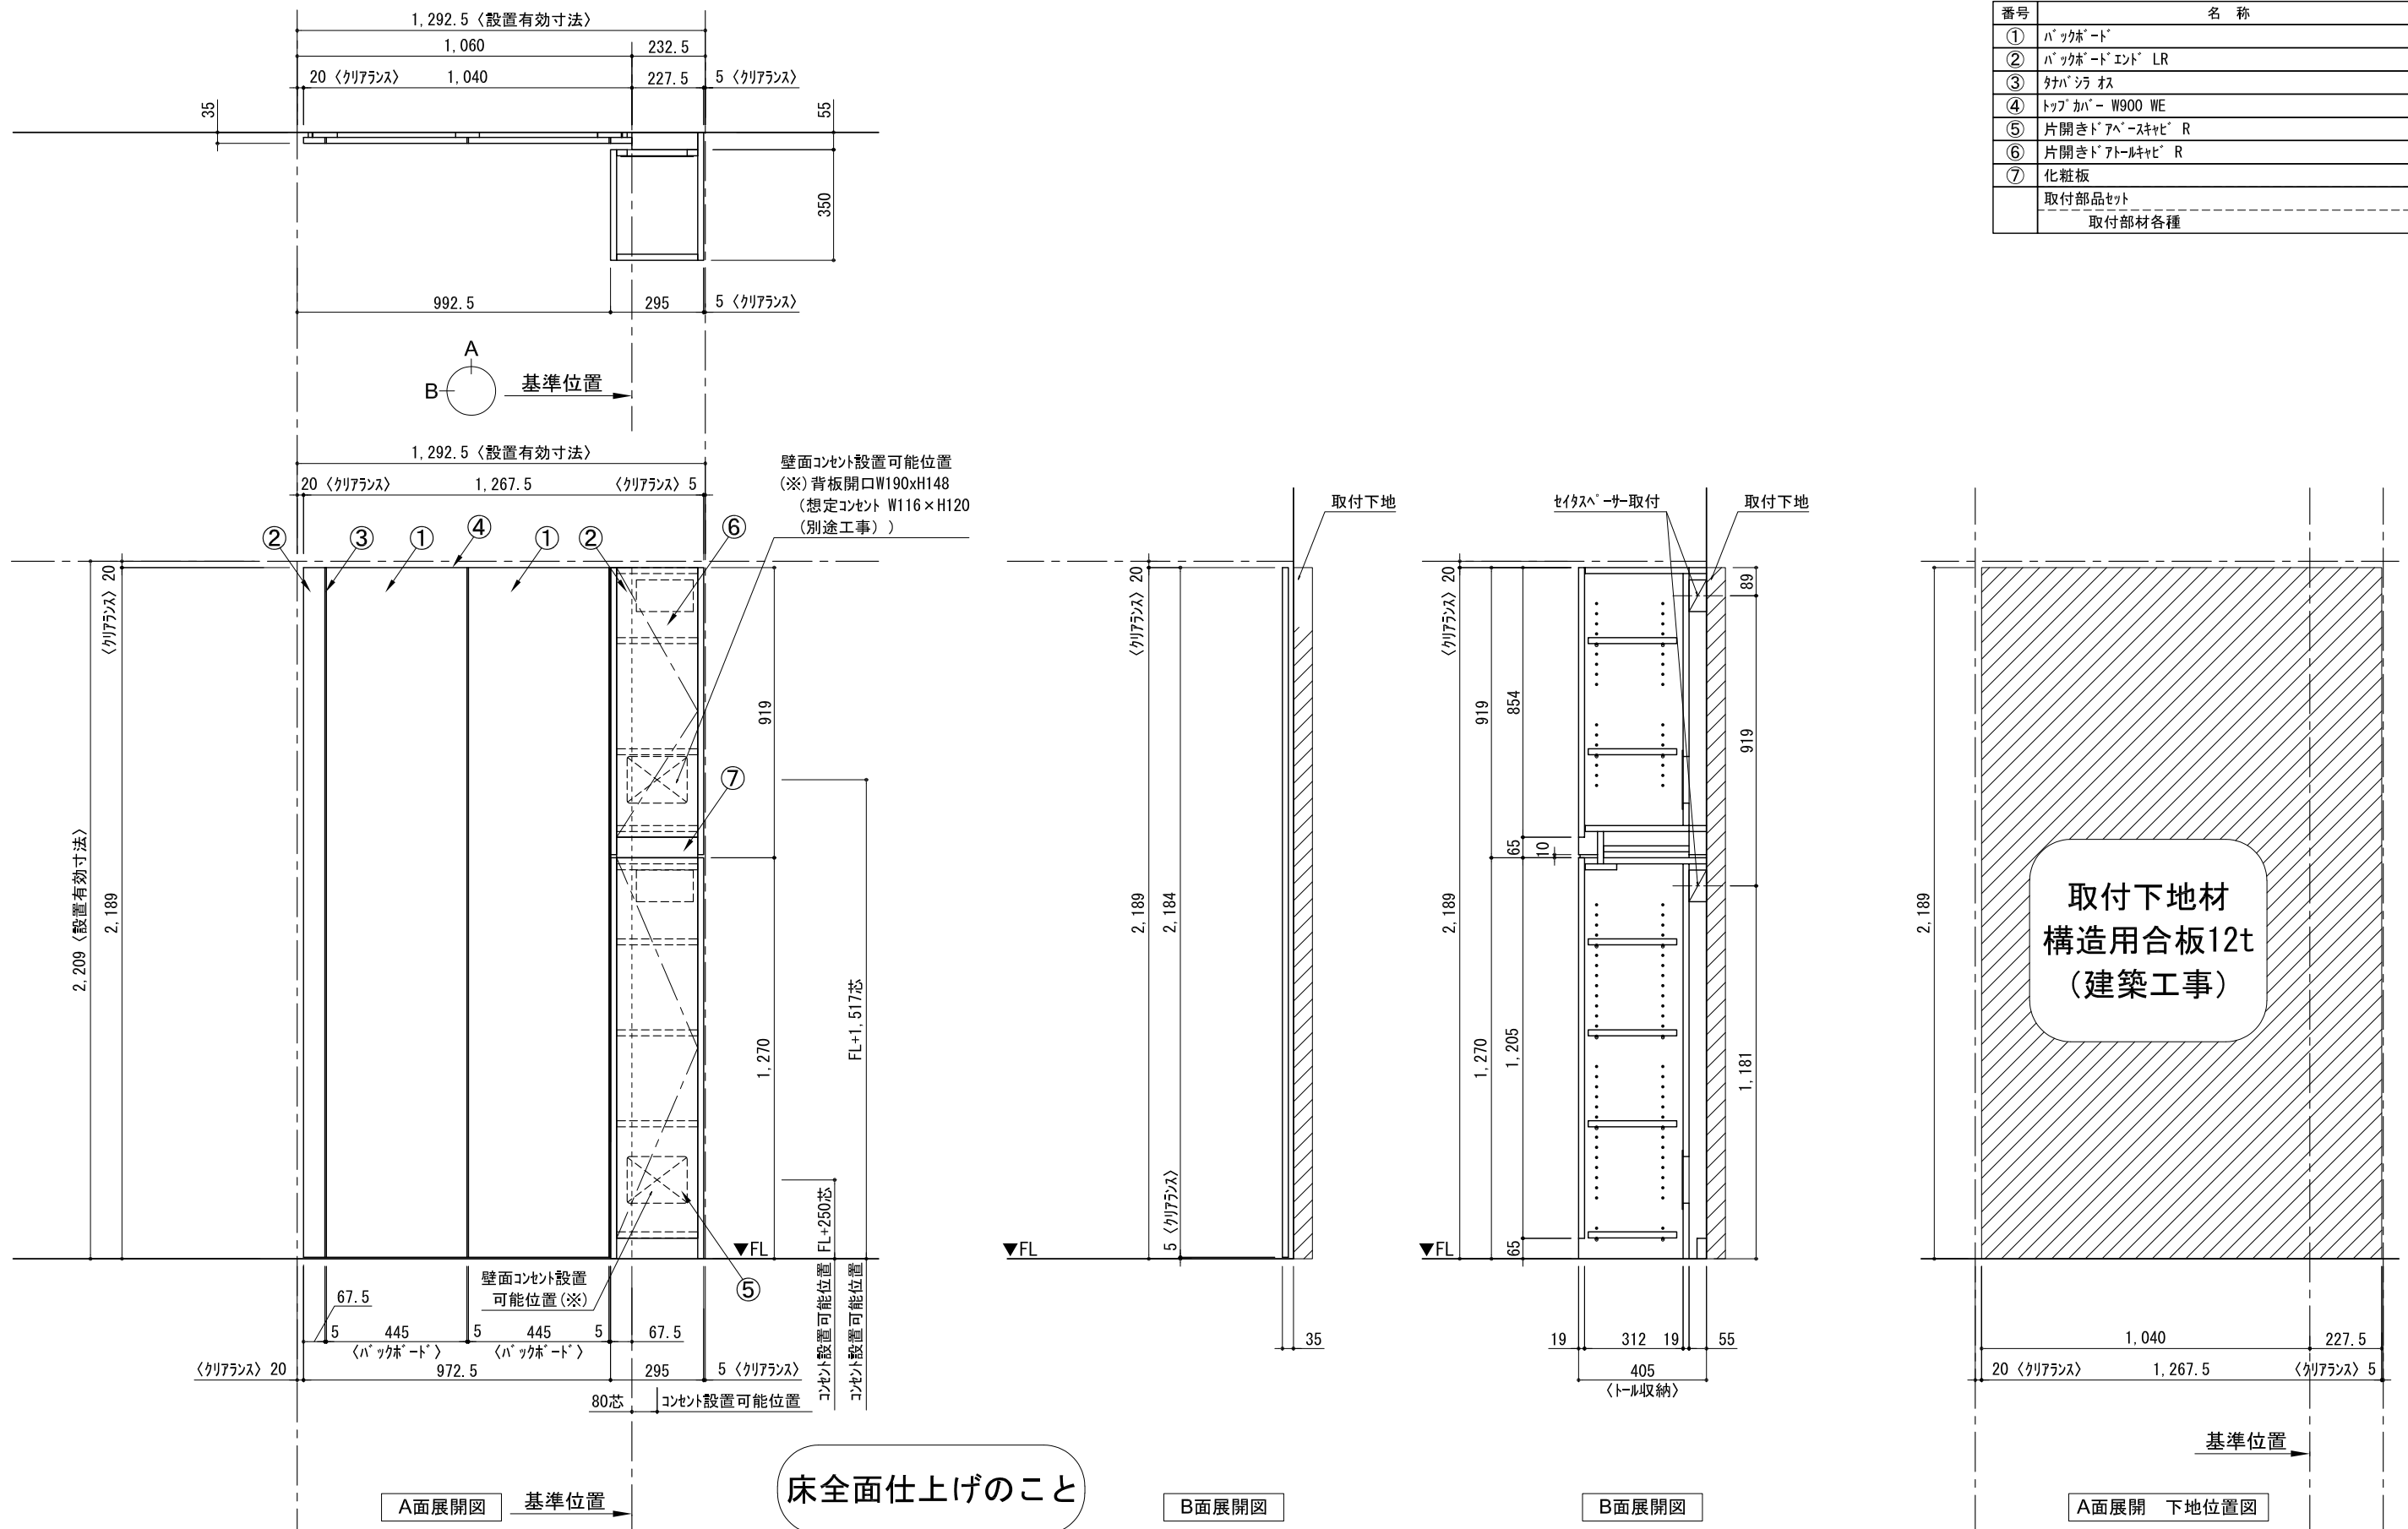 1,292.5〈設置有効寸法〉
1,060 232.5
20〈クリアランス〉 1,040 227.5 5〈クリアランス〉
35
55
350
992.5 295 5〈クリアランス〉
A
B
基準位置
番号 名 称
① バックボード
② バックボードエンド LR
③ タナバシラ オス
④ トップカバー W900 WE
⑤ 片開きドアベースキャビ R
⑥ 片開きドアトールキャビ R
⑦ 化粧板
取付部品セット
取付部材各種
1,292.5〈設置有効寸法〉
20〈クリアランス〉 1,267.5 〈クリアランス〉5
壁面コンセント設置可能位置
(※)背板開口W190xH148
(想定コンセント W116×H120
(別途工事))
② ③ ① ④ ① ② ⑥
⑦
⑤
2,209〈設置有効寸法〉
〈クリアランス〉20
2,189
919
1,270
FL+1,517芯
コンセント設置可能位置
FL+250芯
コンセント設置可能位置
▼FL
壁面コンセント設置
可能位置(※)
67.5
5 445 5 445 5 67.5
〈バックボード〉 〈バックボード〉
〈クリアランス〉20 972.5 295 5〈クリアランス〉
80芯 コンセント設置可能位置
A面展開図
基準位置
床全面仕上げのこと
取付下地
〈クリアランス〉20
2,189
2,184
5〈クリアランス〉
▼FL
35
B面展開図
セイタスペーサー取付
取付下地
〈クリアランス〉20
2,189
919
1,270
854
65
10
1,205
65
89
919
1,181
▼FL
19 312 19 55
405
〈トール収納〉
B面展開図
2,189
取付下地材
構造用合板12t
(建築工事)
1,040 227.5
20〈クリアランス〉 1,267.5 〈クリアランス〉5
基準位置
A面展開 下地位置図